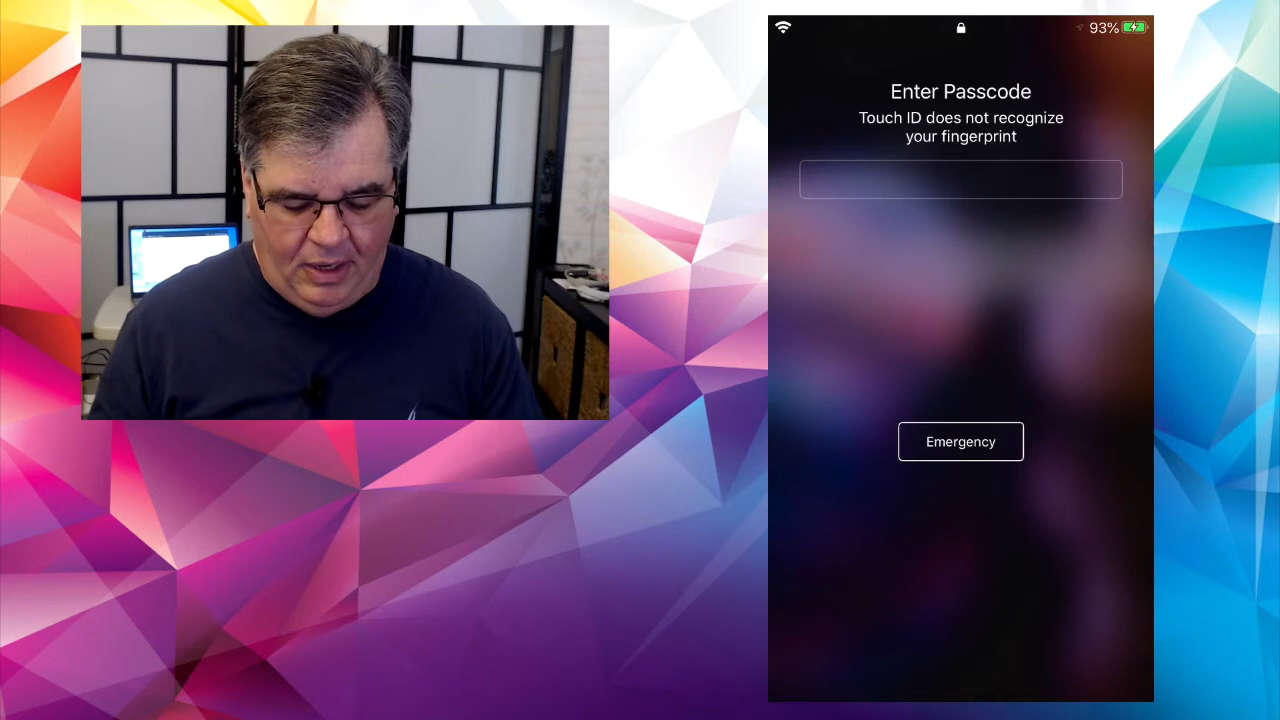 93%
Enter Passcode
Touch ID does not recognize
your fingerprint
Emergency